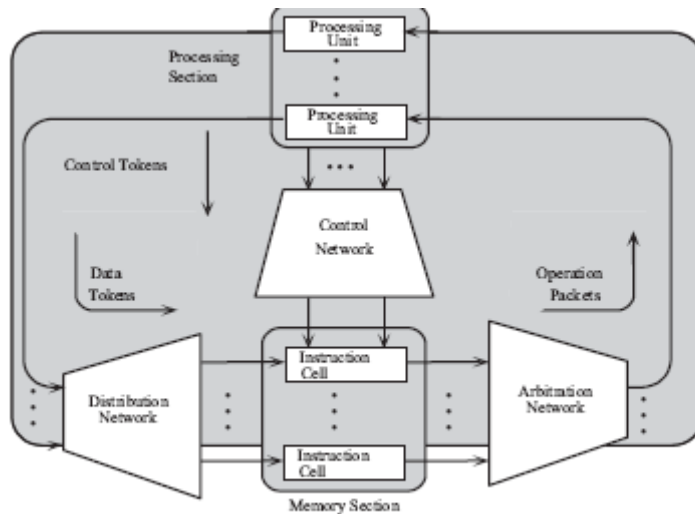 Processing
Unit
Processing
Section
Processing
Unit
Control Tokens
Control
Network
Data
Tokens
Operation
Packets
Instruction
Cell
Distribution
Network
Arbitration
Network
Instruction
Cell
Memory Section